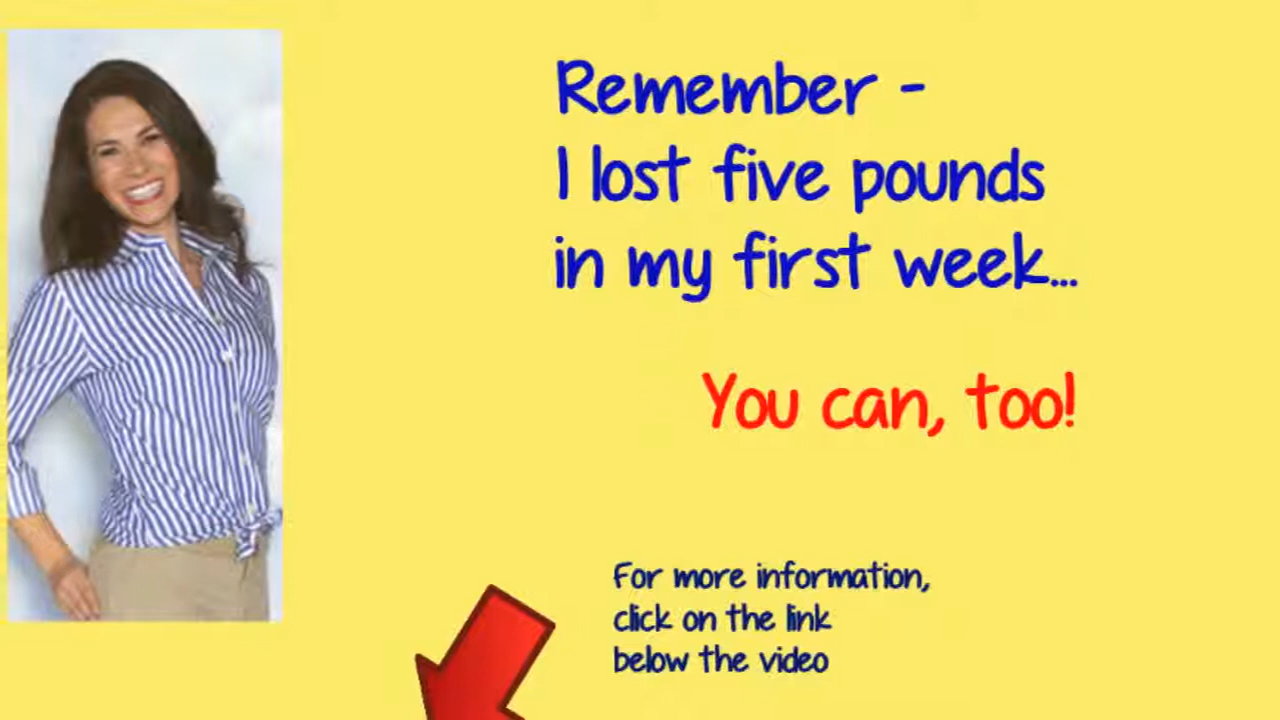 Remember -
I lost five pounds
in my first week...
You can, too!
For more information,
click on the link
below the video